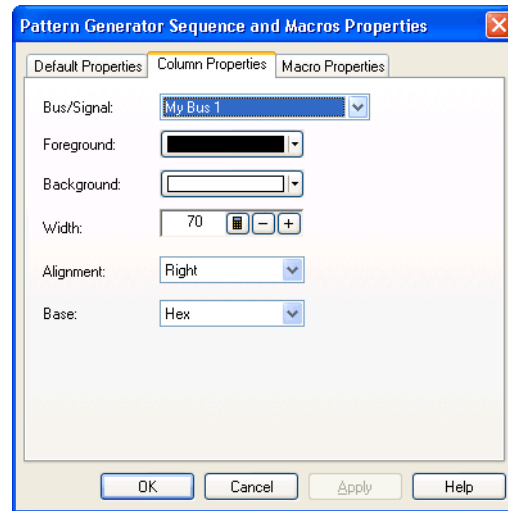 Pattern Generator Sequence and Macros Properties
Default Properties Column Properties Macro Properties
Bus/Signal: My Bus 1
Foreground:
Background:
Width: 70
Alignment: Right
Base: Hex
OK Cancel Apply Help